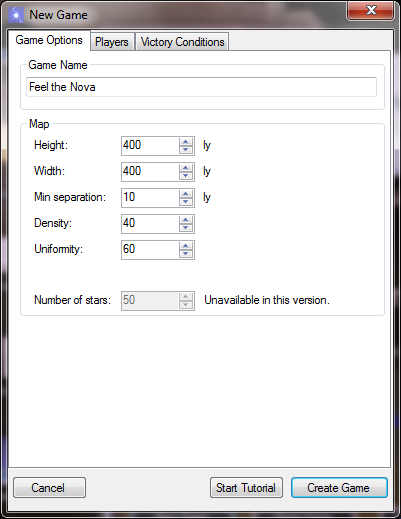 New Game
Game Options Players Victory Conditions
Game Name
Feel the Nova
Map
Height: 400 ly
Width: 400 ly
Min separation: 10 ly
Density: 40
Uniformity: 60
Number of stars: 50 Unavailable in this version.
Cancel Start Tutorial Create Game